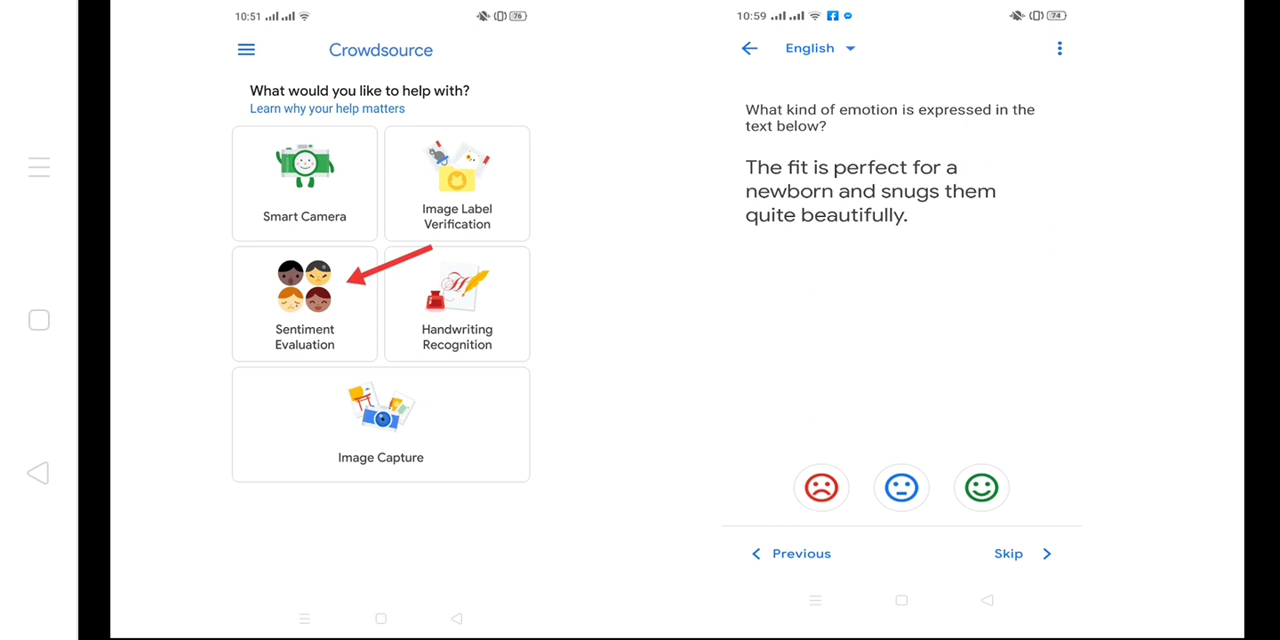 10:51
76
Crowdsource
What would you like to help with?
Learn why your help matters
Smart Camera
Image Label
Verification
Sentiment
Evaluation
Handwriting
Recognition
Image Capture
10:59
74
English
What kind of emotion is expressed in the
text below?
The fit is perfect for a
newborn and snugs them
quite beautifully.
Previous
Skip